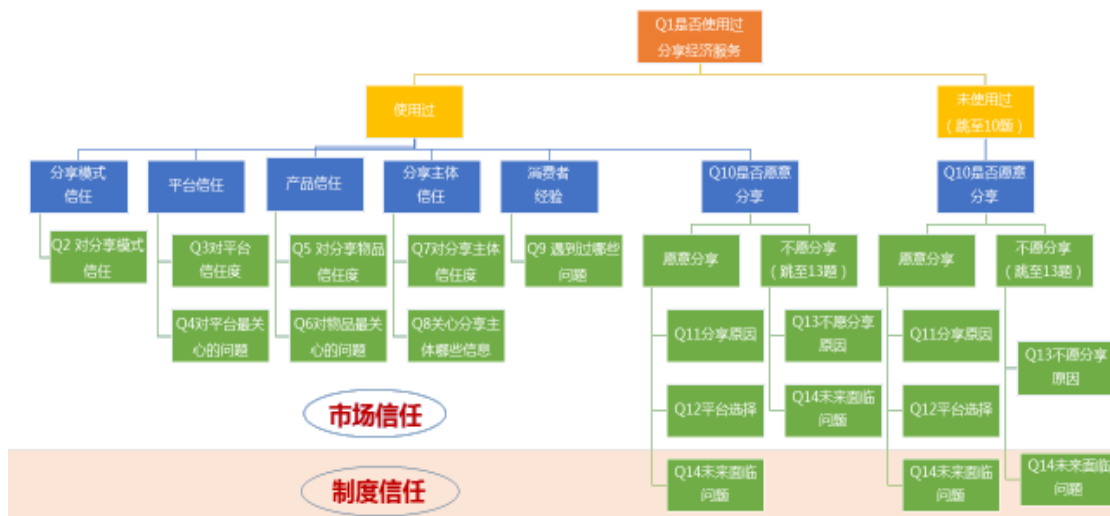 Q1是否使用过
分享经济服务
使用过
未使用过
（跳至10题）
分享模式
信任
平台信任
产品信任
分享主体
信任
消费者
经验
Q10是否愿意
分享
Q10是否愿意
分享
Q2 对分享模式
信任
Q3对平台
信任度
Q5 对分享物品
信任度
Q7对分享主体
信任度
Q9 遇到过哪些
问题
愿意分享
不愿分享
（跳至13题）
愿意分享
不愿分享
（跳至13题）
Q4对平台最关
心的问题
Q6对物品最关
心的问题
Q8关心分享主
体哪些信息
Q11分享原因
Q13不愿分享
原因
Q11分享原因
Q13不愿分享
原因
Q12平台选择
Q14未来面临
问题
Q12平台选择
市场信任
Q14未来面临
问题
Q14未来面临
问题
Q14未来面临
问题
制度信任